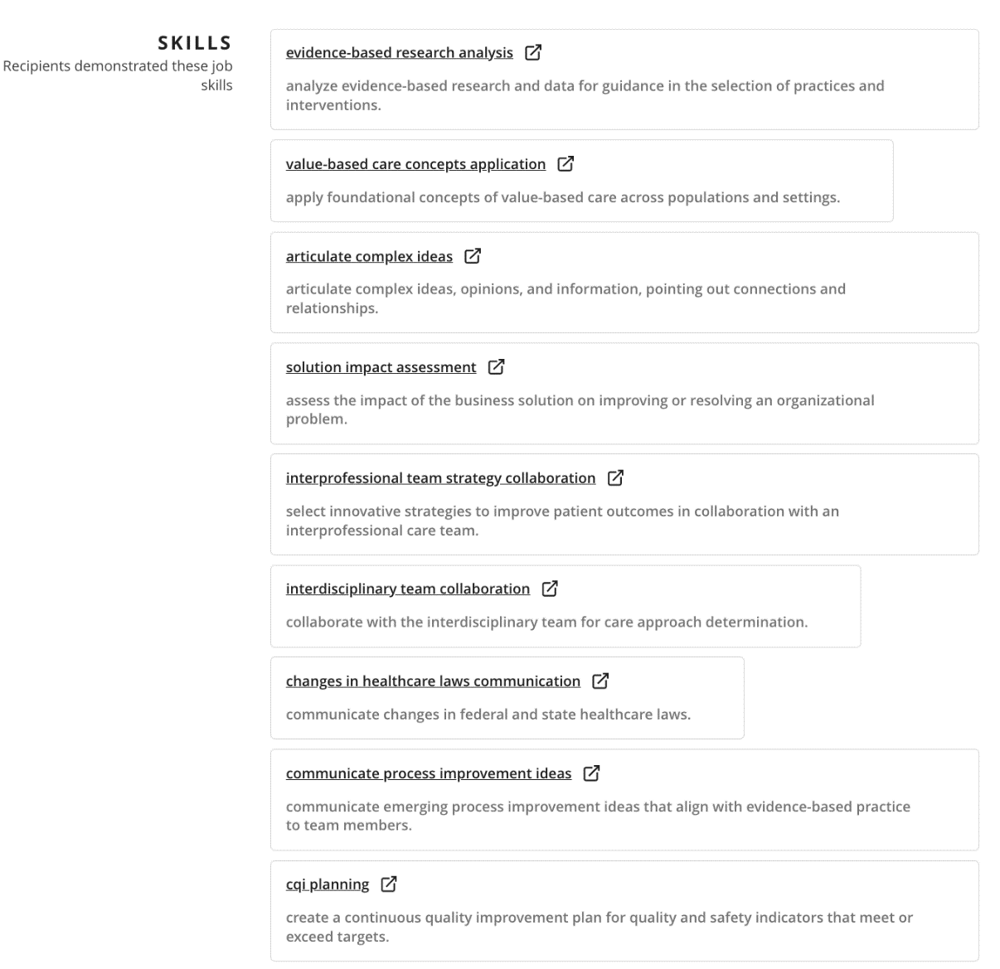 SKILLS
Recipients demonstrated these job
skills
evidence-based research analysis
analyze evidence-based research and data for guidance in the selection of practices and
interventions.
value-based care concepts application
apply foundational concepts of value-based care across populations and settings.
articulate complex ideas
articulate complex ideas, opinions, and information, pointing out connections and
relationships.
solution impact assessment
assess the impact of the business solution on improving or resolving an organizational
problem.
interprofessional team strategy collaboration
select innovative strategies to improve patient outcomes in collaboration with an
interprofessional care team.
interdisciplinary team collaboration
collaborate with the interdisciplinary team for care approach determination.
changes in healthcare laws communication
communicate changes in federal and state healthcare laws.
communicate process improvement ideas
communicate emerging process improvement ideas that align with evidence-based practice
to team members.
cqi planning
create a continuous quality improvement plan for quality and safety indicators that meet or
exceed targets.